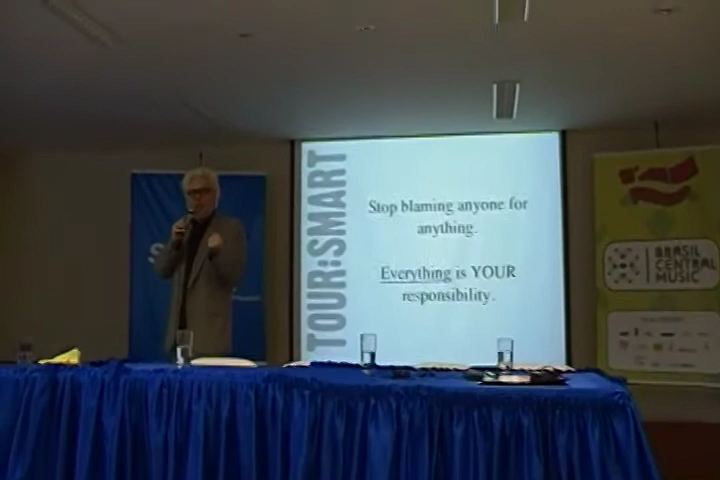 TOUR:SMART
Stop blaming anyone for
anything.
Everything is YOUR
responsibility.
BRASIL
CENTRAL
MUSIC